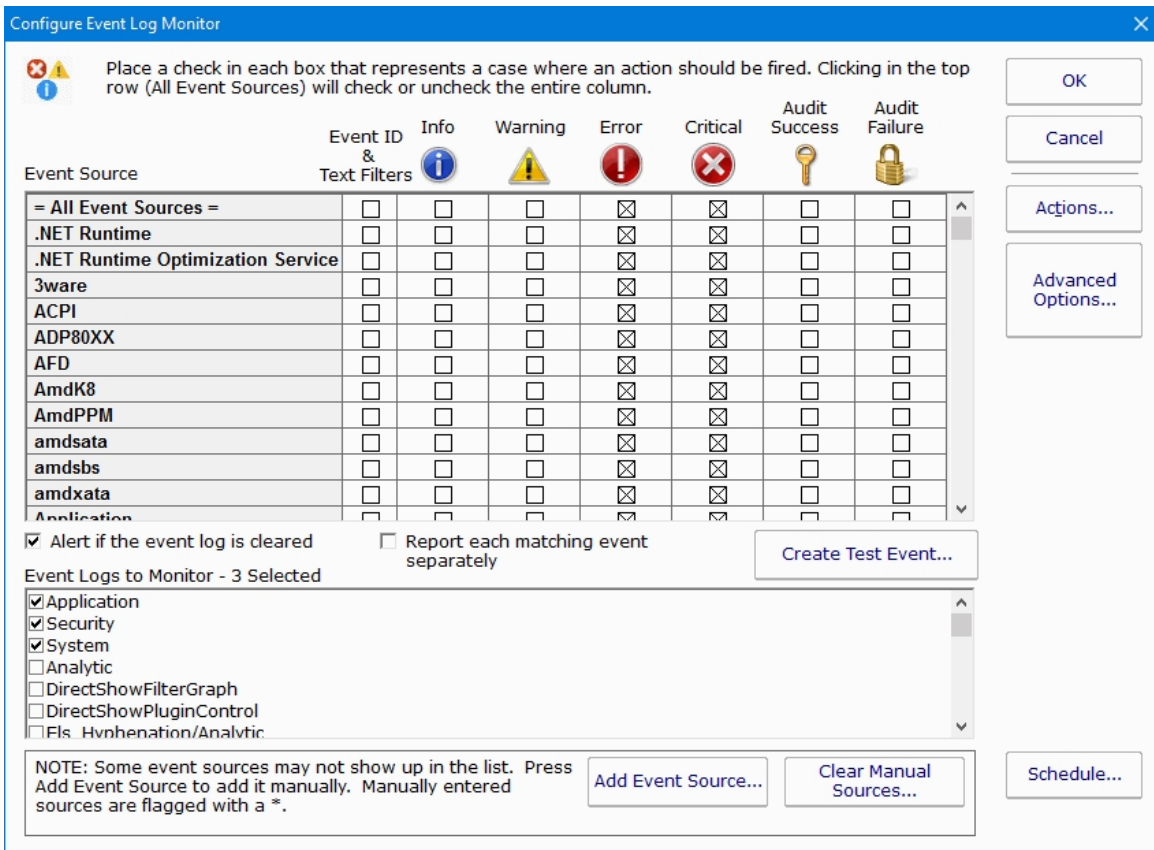 Configure Event Log Monitor
Place a check in each box that represents a case where an action should be fired. Clicking in the top
row (All Event Sources) will check or uncheck the entire column.
OK
Cancel
Actions...
Advanced
Options...
Event Source
Event ID
&
Text Filters
Info
Warning
Error
Critical
Audit
Success
Audit
Failure
= All Event Sources =
.NET Runtime
.NET Runtime Optimization Service
3ware
ACPI
ADP80XX
AFD
AmdK8
AmdPPM
amdsata
amdsbs
amdxata
Application
Alert if the event log is cleared
Report each matching event
separately
Create Test Event...
Event Logs to Monitor - 3 Selected
Application
Security
System
Analytic
DirectShowFilterGraph
DirectShowPluginControl
Els_Hyphenation/Analytic
NOTE: Some event sources may not show up in the list. Press
Add Event Source to add it manually. Manually entered
sources are flagged with a *.
Add Event Source...
Clear Manual
Sources...
Schedule...